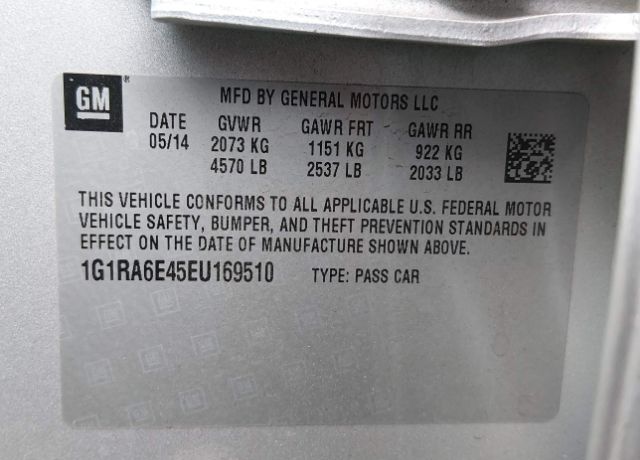 GM
MFD BY GENERAL MOTORS LLC
DATE GVWR GAWR FRT GAWR RR
05/14 2073 KG 1151 KG 922 KG
4570 LB 2537 LB 2033 LB
THIS VEHICLE CONFORMS TO ALL APPLICABLE U.S. FEDERAL MOTOR
VEHICLE SAFETY, BUMPER, AND THEFT PREVENTION STANDARDS IN
EFFECT ON THE DATE OF MANUFACTURE SHOWN ABOVE.
1G1RA6E45EU169510 TYPE: PASS CAR